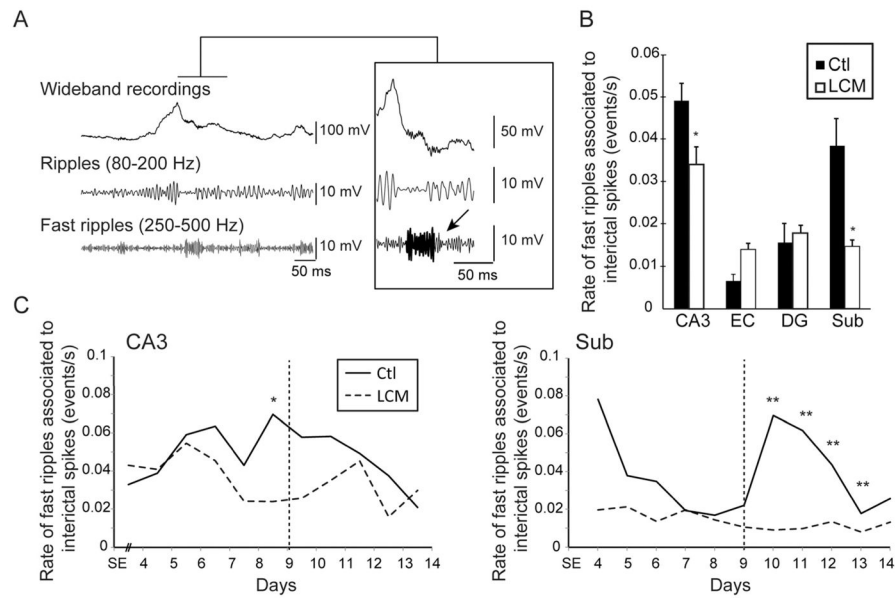 A
Wideband recordings
100 mV
50 mV
Ripples (80-200 Hz)
10 mV
10 mV
Fast ripples (250-500 Hz)
10 mV
10 mV
50 ms
50 ms
B
Rate of fast ripples associated to
interictal spikes (events/s)
0.06
0.05
0.04
0.03
0.02
0.01
0
Ctl
LCM
*
*
CA3 EC DG Sub
C
CA3
Rate of fast ripples associated to
interictal spikes (events/s)
0.1
0.08
0.06
0.04
0.02
0
Ctl
LCM
*
SE 4 5 6 7 8 9 10 11 12 13 14
Days
Sub
Rate of fast ripples associated to
interictal spikes (events/s)
0.1
0.08
0.06
0.04
0.02
0
**
**
**
**
SE 4 5 6 7 8 9 10 11 12 13 14
Days